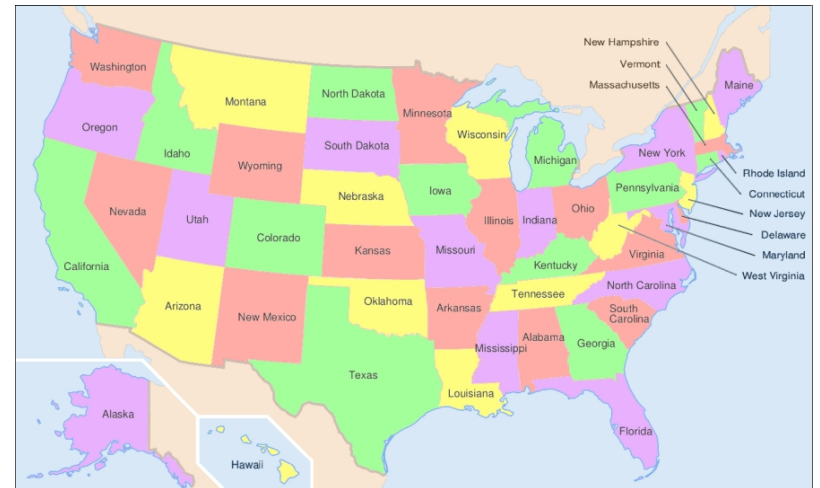 New Hampshire
Vermont
Massachusetts
Washington
Montana
North Dakota
Minnesota
Maine
Oregon
Idaho
Wyoming
South Dakota
Wisconsin
Michigan
New York
Rhode Island
Connecticut
New Jersey
Delaware
Maryland
West Virginia
Nevada
Utah
Colorado
Nebraska
Iowa
Illinois
Indiana
Ohio
Pennsylvania
California
Kansas
Missouri
Kentucky
Virginia
Arizona
New Mexico
Oklahoma
Arkansas
Tennessee
North Carolina
South
Carolina
Texas
Louisiana
Mississippi
Alabama
Georgia
Florida
Alaska
Hawaii